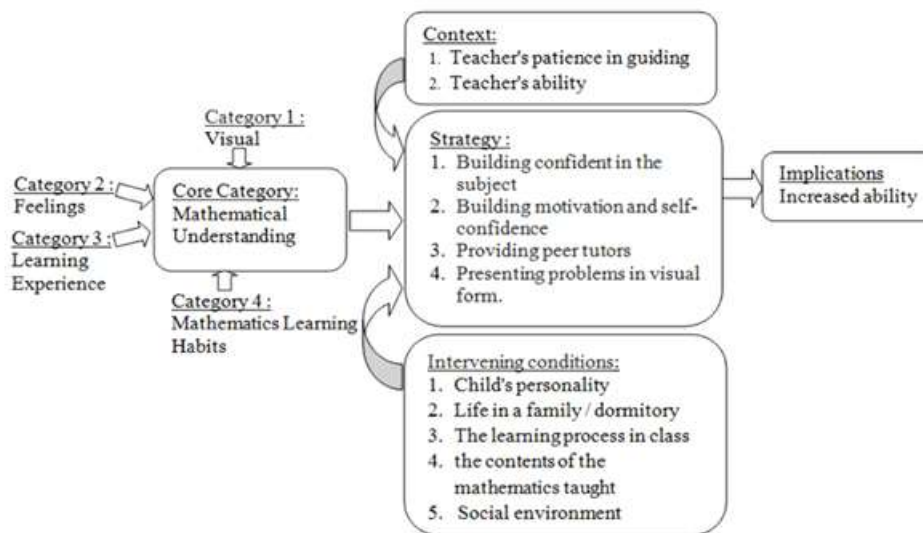 Context:
1. Teacher's patience in guiding
2. Teacher's ability
Category 1 :
Visual
Category 2 :
Feelings
Category 3 :
Learning
Experience
Core Category:
Mathematical
Understanding
Category 4 :
Mathematics Learning
Habits
Strategy :
1. Building confident in the
subject
2. Building motivation and self-
confidence
3. Providing peer tutors
4. Presenting problems in visual
form.
Implications
Increased ability
Intervening conditions:
1. Child's personality
2. Life in a family / dormitory
3. The learning process in class
4. the contents of the
mathematics taught
5. Social environment